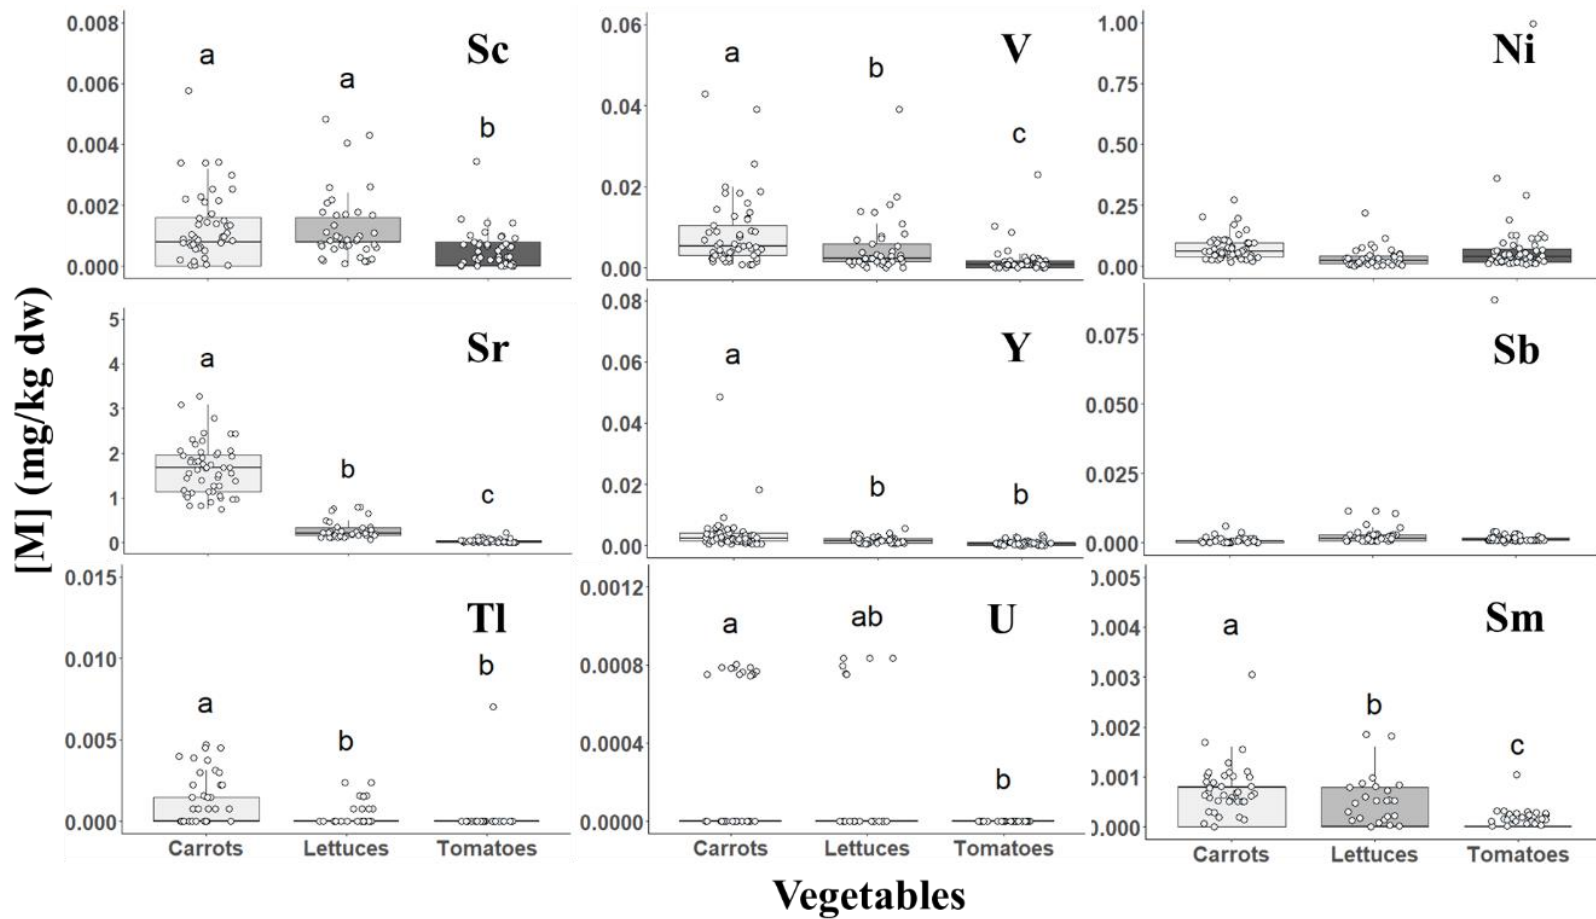 Sc
0.008
0.006
0.004
0.002
0.000
a
a
b
V
0.06
0.04
0.02
0.00
a
b
c
Ni
1.00
0.75
0.50
0.25
0.00
[M] (mg/kg dw)
Sr
5
4
3
2
1
0
a
b
c
Y
0.08
0.06
0.04
0.02
0.00
a
b
b
Sb
0.075
0.050
0.025
0.000
Tl
0.015
0.010
0.005
0.000
a
b
b
Carrots Lettuces Tomatoes
U
0.0012
0.0008
0.0004
0.0000
a
ab
b
Carrots Lettuces Tomatoes
Sm
0.005
0.004
0.003
0.002
0.001
0.000
a
b
c
Carrots Lettuces Tomatoes
Vegetables